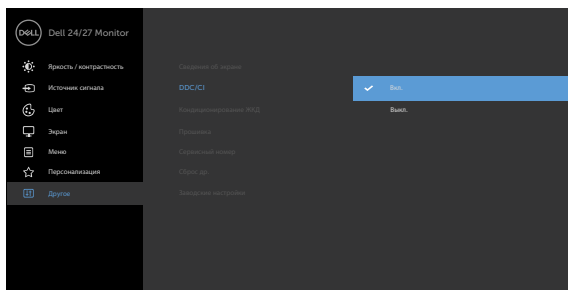 DELL
Dell 24/27 Monitor
Яркость / контрастность
Источник сигнала
Цвет
Экран
Меню
Персонализация
Другое
Сведения об экране
DDC/CI
Кондиционирование ЖКД
Прошивка
Сервисный номер
Сброс др.
Заводские настройки
Вкл.
Выкл.